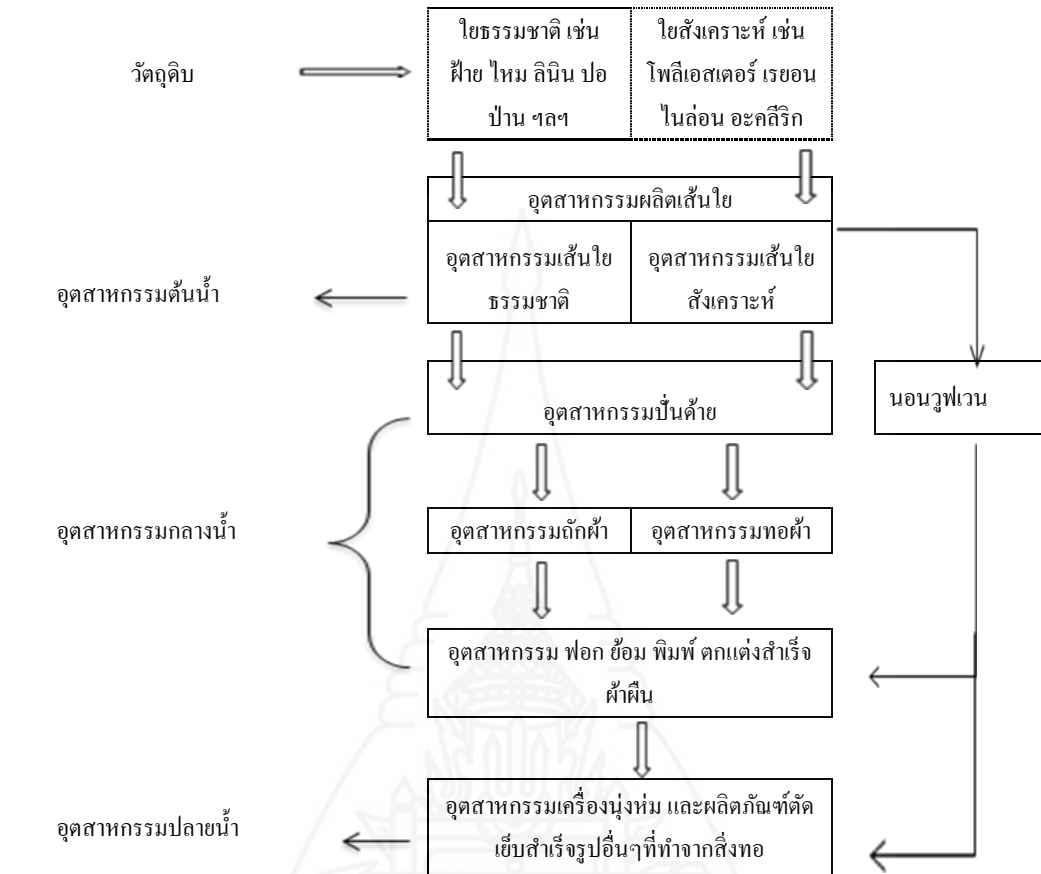 ใยธรรมชาติ เช่น
ฝ้าย ไหม ลินิน ปอ
ป่าน ฯลฯ
ใยสังเคราะห์ เช่น
โพลีเอสเตอร์ เรยอน
ไนล่อน อะคลีริก
วัตถุดิบ
อุตสาหกรรมผลิตเส้นใย
อุตสาหกรรมเส้นใย
ธรรมชาติ
อุตสาหกรรมเส้นใย
สังเคราะห์
อุตสาหกรรมต้นน้ำ
อุตสาหกรรมปั่นด้าย
นอนวูฟเวน
อุตสาหกรรมกลางน้ำ
อุตสาหกรรมถักผ้า
อุตสาหกรรมทอผ้า
อุตสาหกรรม ฟอก ย้อม พิมพ์ ตกแต่งสำเร็จ
ผ้าผืน
อุตสาหกรรมปลายน้ำ
อุตสาหกรรมเครื่องนุ่งห่ม และผลิตภัณฑ์ตัด
เย็บสำเร็จรูปอื่นๆที่ทำจากสิ่งทอ